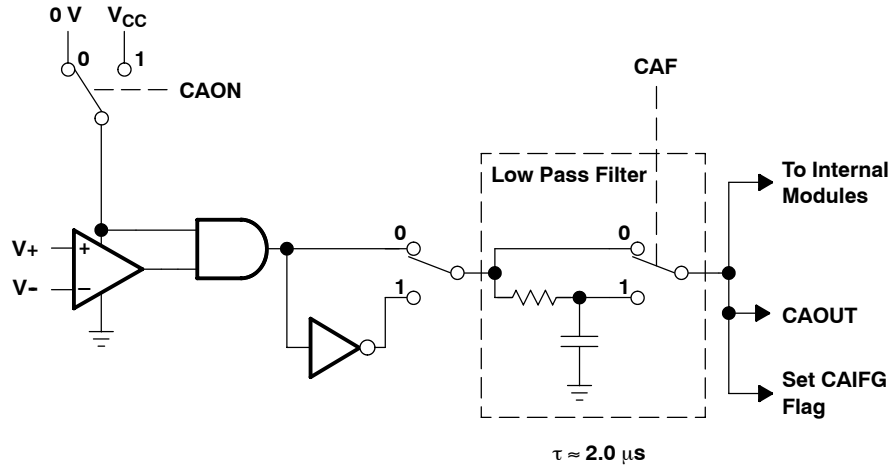 0 V
VCC
0
1
CAON
CAF
Low Pass Filter
To Internal
Modules
V+
+
V-
−
0
1
0
1
CAOUT
Set CAIFG
Flag
τ ≈ 2.0 μs